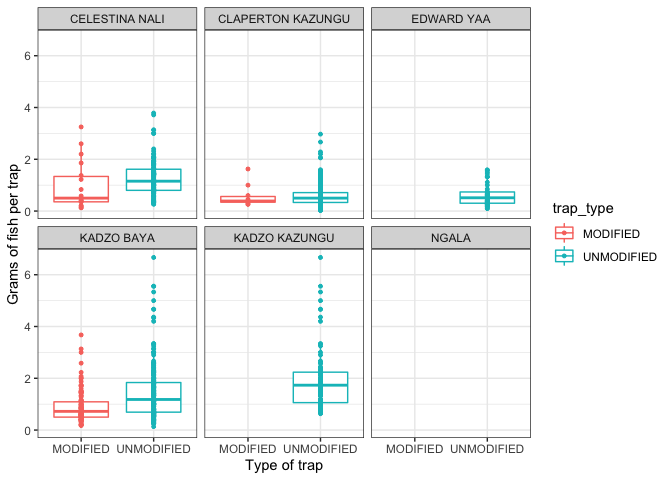 CELESTINA NALI
CLAPERTON KAZUNGU
EDWARD YAA
6
4
2
0
KADZO BAYA
KADZO KAZUNGU
NGALA
6
4
2
0
MODIFIED UNMODIFIED
MODIFIED UNMODIFIED
MODIFIED UNMODIFIED
Type of trap
Grams of fish per trap
trap_type
MODIFIED
UNMODIFIED